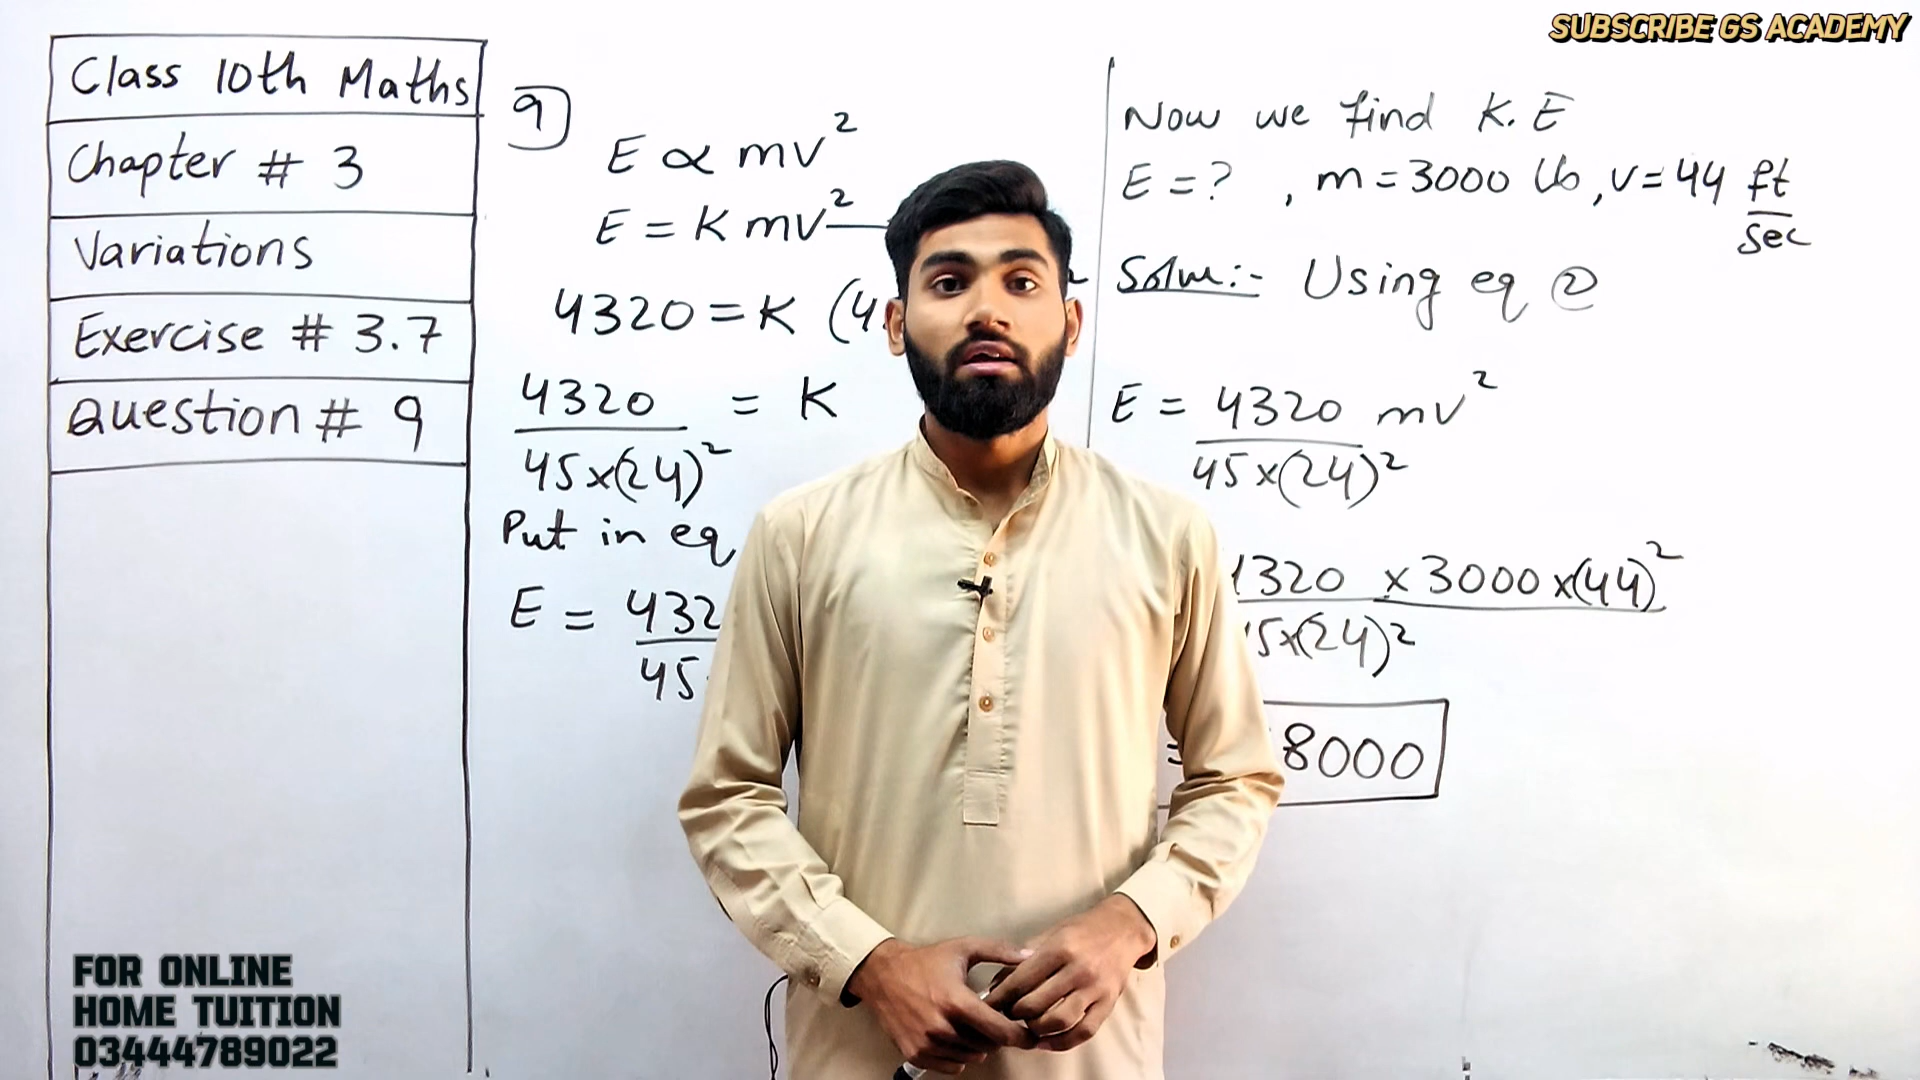 SUBSCRIBE GS ACADEMY
Class 10th Maths
Chapter # 3
Variations
Exercise # 3.7
Question # 9
9
E ∝ mv²
E = K mv²
4320 = K (4
4320 = K
45×(24)²
Put in eq
E = 432
45
Now we find K.E
E = ? , m = 3000 lb , v = 44 ft
sec
Solu:- Using eq ②
E = 4320 mv²
45×(24)²
320 × 3000 ×(44)²
5×(24)²
8000
FOR ONLINE
HOME TUITION
03444789022